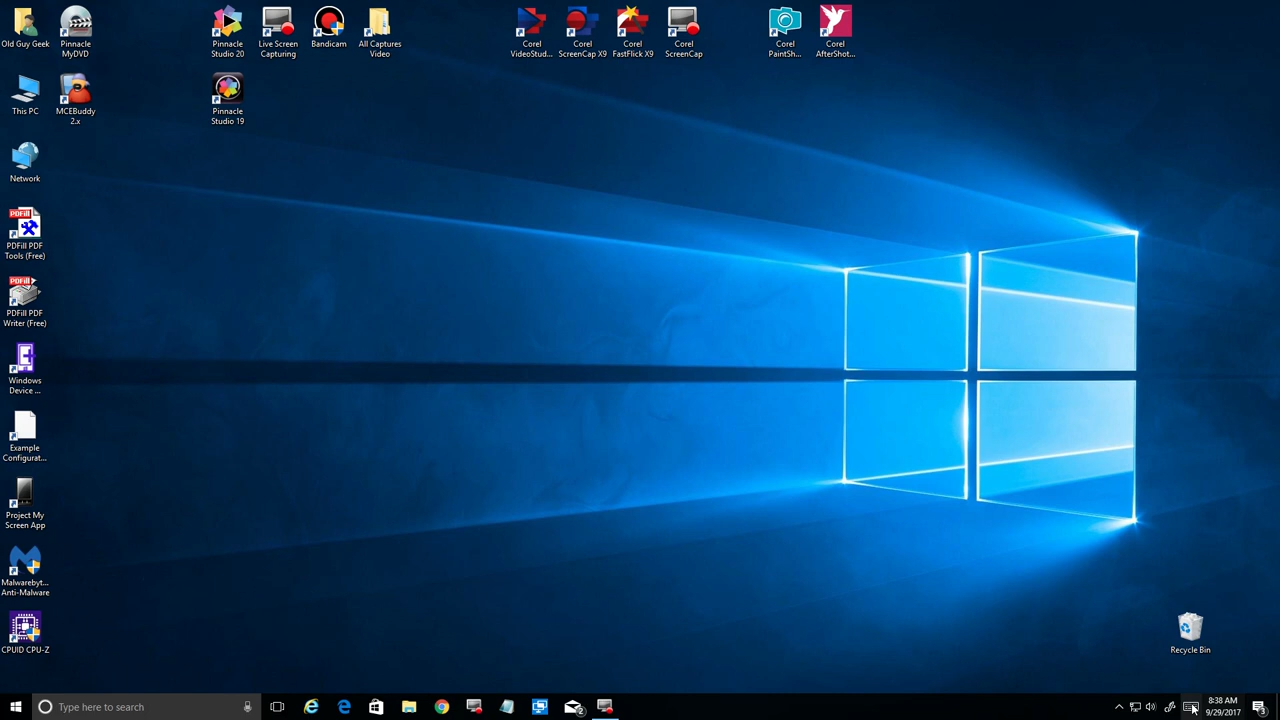 Old Guy Geek
Pinnacle
MyDVD
Pinnacle
Studio 20
Live Screen
Capturing
Bandicam
All Captures
Video
Corel
VideoStud...
Corel
ScreenCap X9
Corel
FastFlick X9
Corel
ScreenCap
Corel
PaintSh...
Corel
AfterShot...
This PC
MCEBuddy
2.x
Pinnacle
Studio 19
Network
PDFill
PDFill PDF
Tools (Free)
PDFill
PDFill PDF
Writer (Free)
Windows
Device ...
Example
Configurat...
Project My
Screen App
Malwarebyt...
Anti-Malware
CPUID CPU-Z
Recycle Bin
Type here to search
8:38 AM
9/29/2017